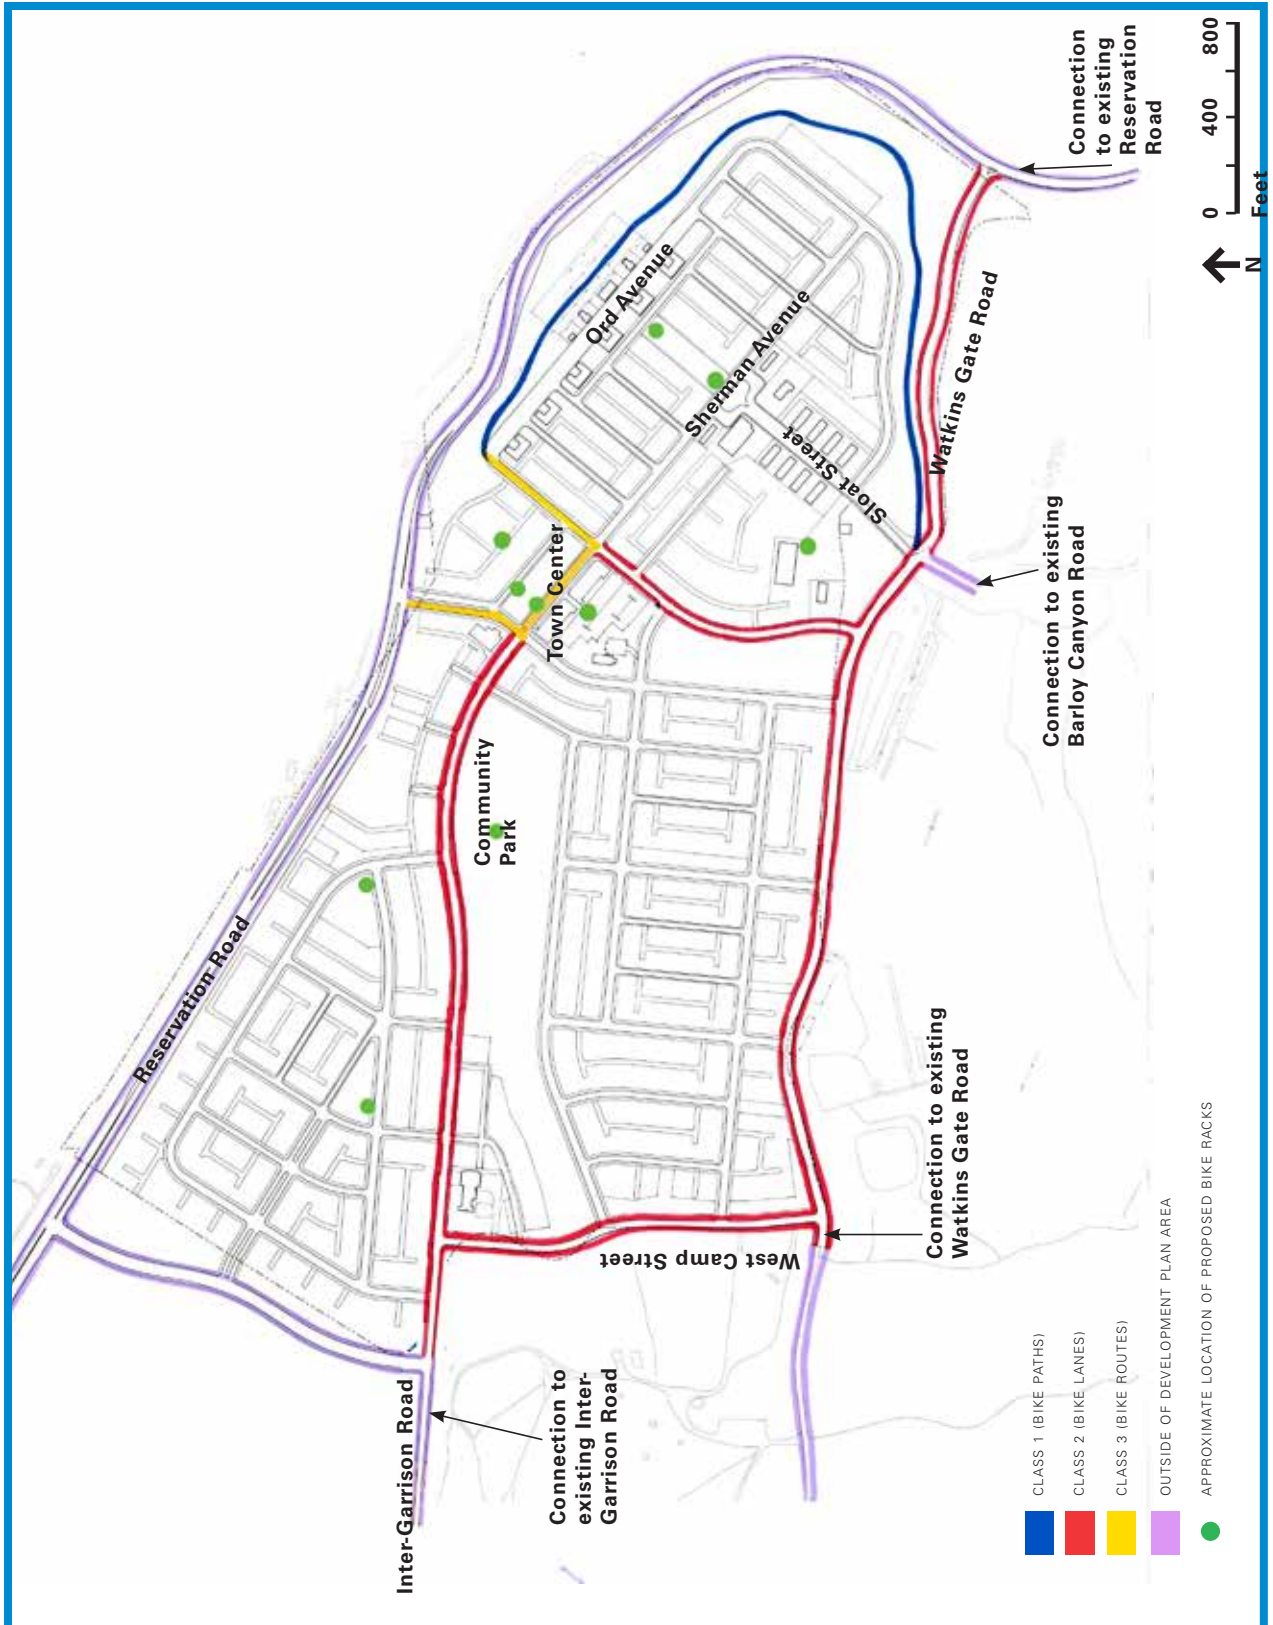 Reservation Road
Ord Avenue
Sherman Avenue
Sloat Street
Watkins Gate Road
Town Center
Community
Park
West Camp Street
Inter-Garrison Road
Connection to
existing Inter-
Garrison Road
Connection to existing
Watkins Gate Road
Connection to existing
Barloy Canyon Road
Connection
to existing
Reservation
Road
CLASS 1 (BIKE PATHS)
CLASS 2 (BIKE LANES)
CLASS 3 (BIKE ROUTES)
OUTSIDE OF DEVELOPMENT PLAN AREA
APPROXIMATE LOCATION OF PROPOSED BIKE RACKS
N
0 400 800
Feet